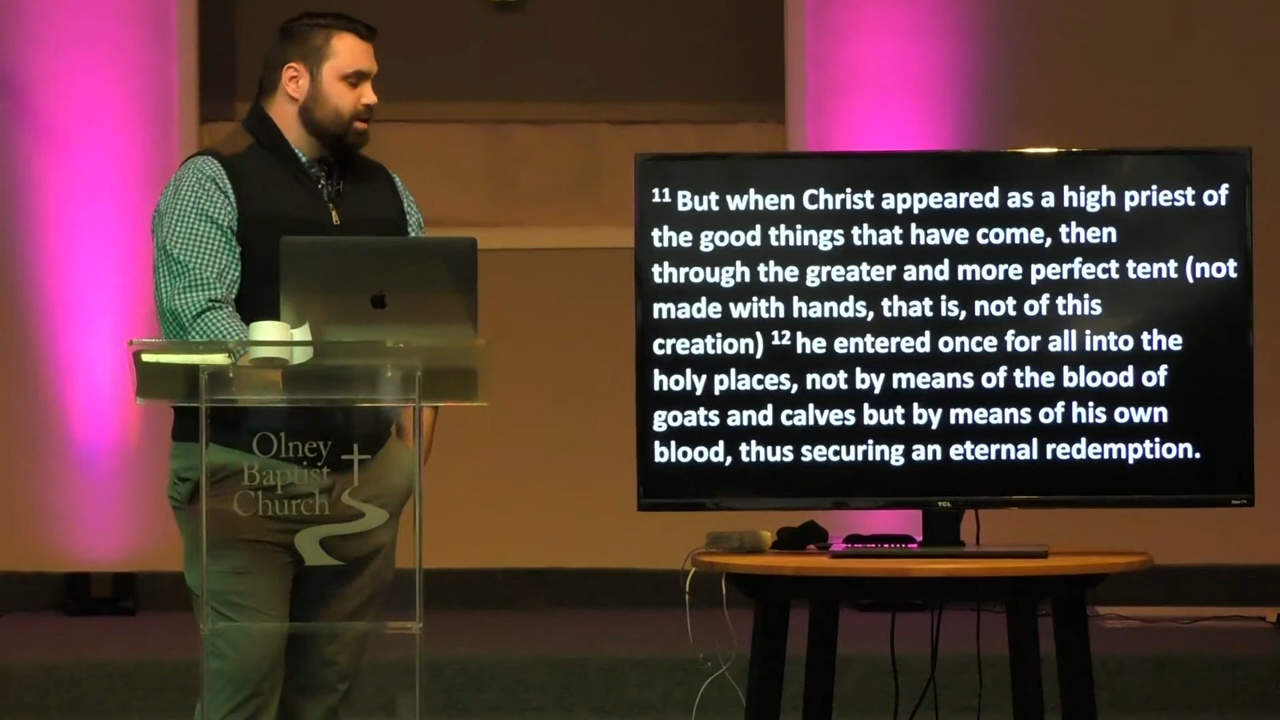 11 But when Christ appeared as a high priest of
the good things that have come, then
through the greater and more perfect tent (not
made with hands, that is, not of this
creation) 12 he entered once for all into the
holy places, not by means of the blood of
goats and calves but by means of his own
blood, thus securing an eternal redemption.
TCL
Olney
Baptist
Church